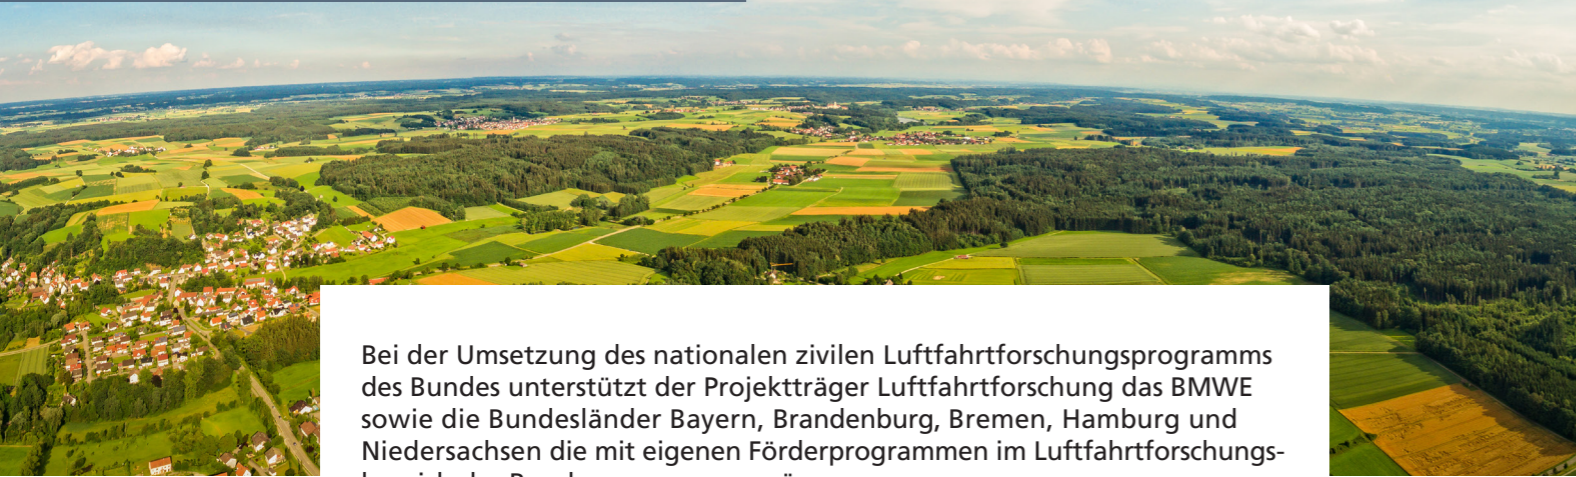 Bei der Umsetzung des nationalen zivilen Luftfahrtforschungsprogramms
des Bundes unterstützt der Projektträger Luftfahrtforschung das BMWE
sowie die Bundesländer Bayern, Brandenburg, Bremen, Hamburg und
Niedersachsen die mit eigenen Förderprogrammen im Luftfahrtforschungs-